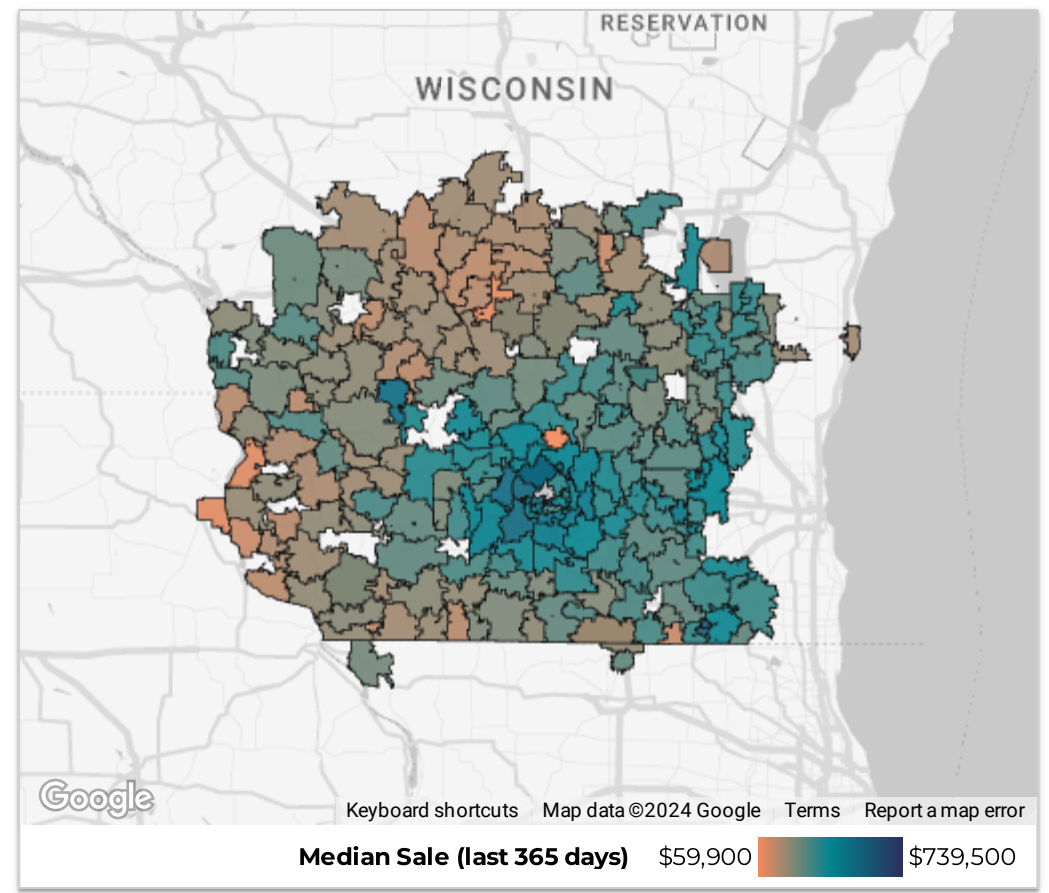 RESERVATION
WISCONSIN
Google
Keyboard shortcuts Map data ©2024 Google Terms Report a map error
Median Sale (last 365 days) $59,900 $739,500